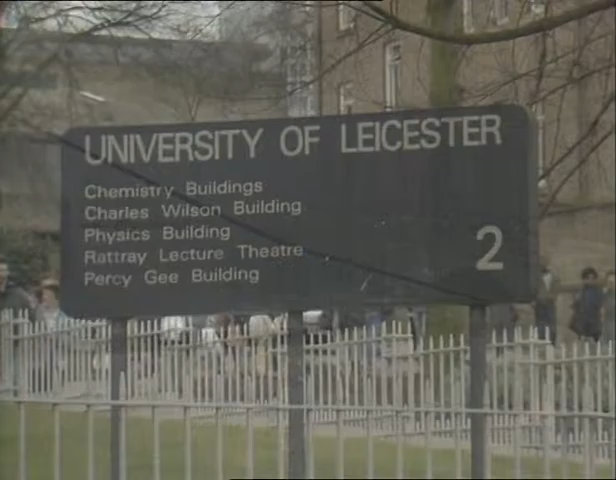 UNIVERSITY OF LEICESTER
Chemistry Buildings
Charles Wilson Building
Physics Building
Rattray Lecture Theatre
Percy Gee Building
2